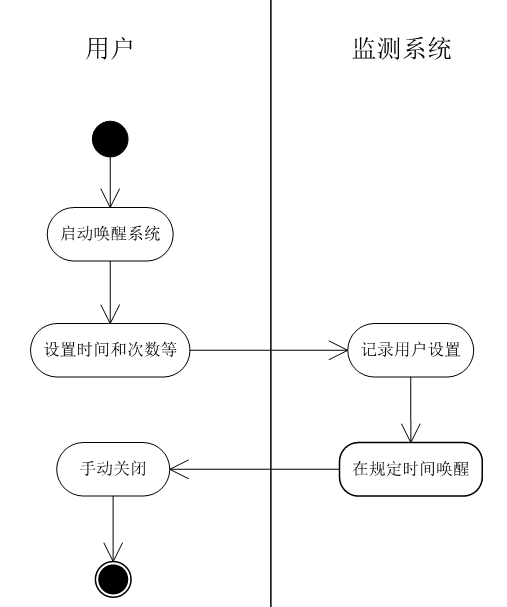 用户
监测系统
启动唤醒系统
设置时间和次数等
记录用户设置
手动关闭
在规定时间唤醒